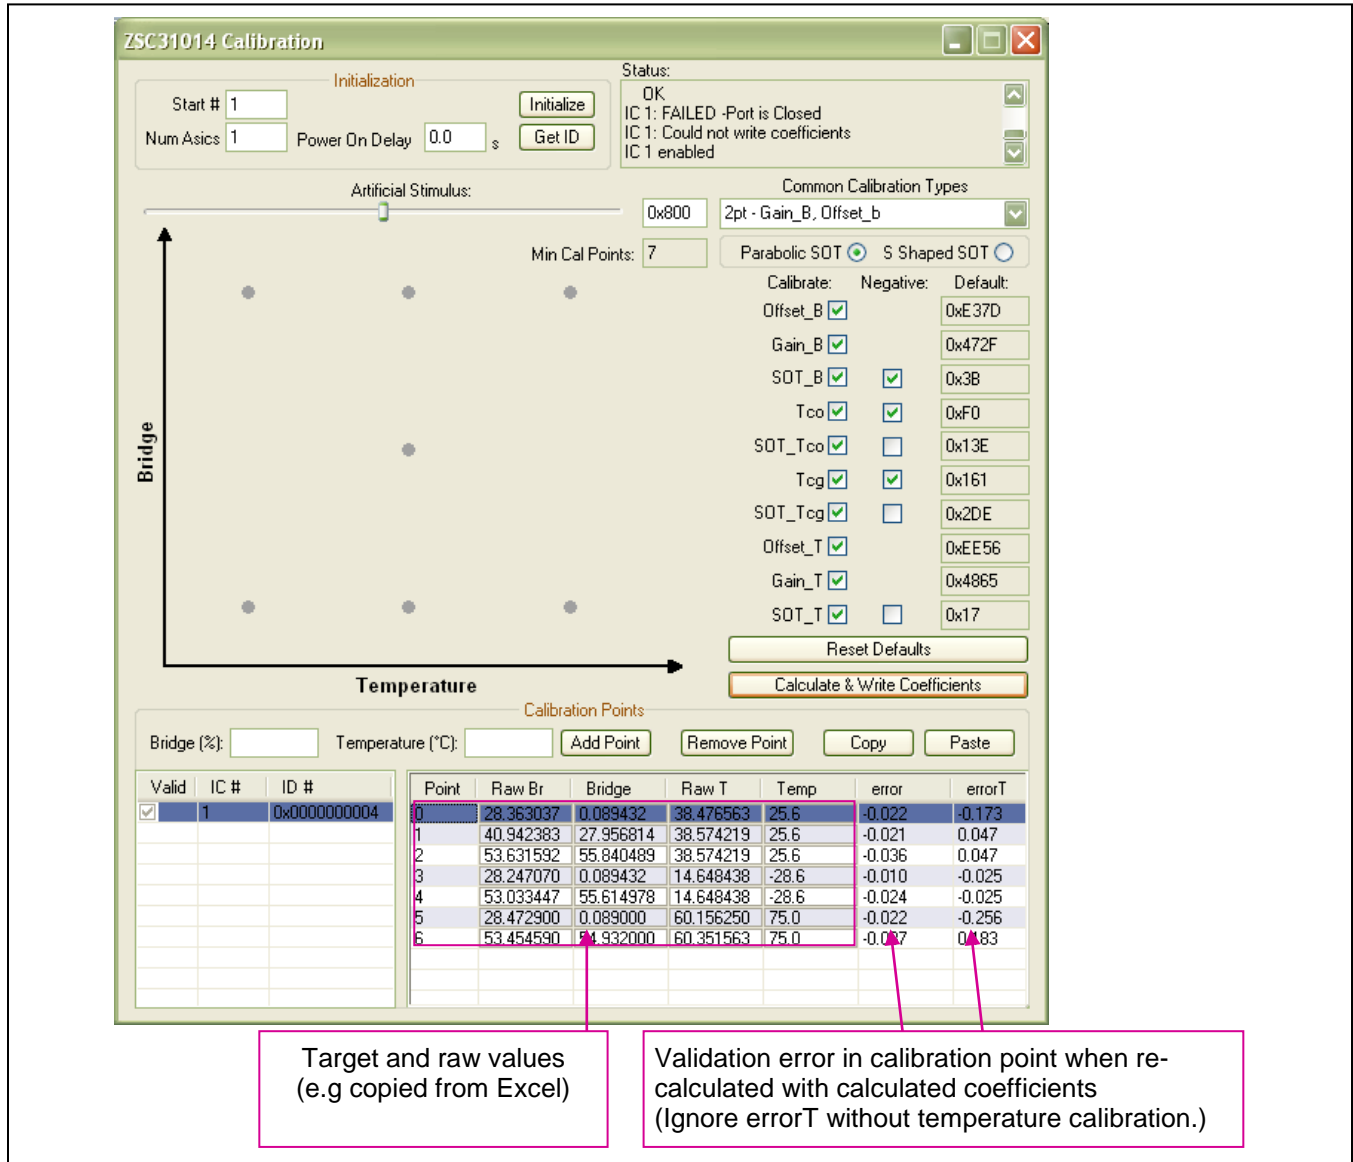 ZSC31014 Calibration
Initialization
Start # 1
Initialize
Num Asics 1 Power On Delay 0.0 s Get ID
Status:
OK
IC 1: FAILED -Port is Closed
IC 1: Could not write coefficients
IC 1 enabled
Artificial Stimulus:
0x800
Common Calibration Types
2pt - Gain_B, Offset_b
Min Cal Points: 7
Parabolic SOT S Shaped SOT
Calibrate: Negative: Default:
Offset_B 0xE37D
Gain_B 0x472F
SOT_B 0x3B
Tco 0xF0
SOT_Tco 0x13E
Tcg 0x161
SOT_Tcg 0x2DE
Offset_T 0xEE56
Gain_T 0x4865
SOT_T 0x17
Reset Defaults
Calculate & Write Coefficients
Bridge
Temperature
Calibration Points
Bridge (%): Temperature (°C): Add Point Remove Point Copy Paste
Valid IC # ID #
1 0x0000000004
Point Raw Br Bridge Raw T Temp error errorT
0 28.363037 0.089432 38.476563 25.6 -0.022 -0.173
1 40.942383 27.956814 38.574219 25.6 -0.021 0.047
2 53.631592 55.840489 38.574219 25.6 -0.036 0.047
3 28.247070 0.089432 14.648438 -28.6 -0.010 -0.025
4 53.033447 55.614978 14.648438 -28.6 -0.024 -0.025
5 28.472900 0.089000 60.156250 75.0 -0.022 -0.256
6 53.454590 54.932000 60.351563 75.0
Target and raw values
(e.g copied from Excel)
Validation error in calibration point when re-
calculated with calculated coefficients
(Ignore errorT without temperature calibration.)